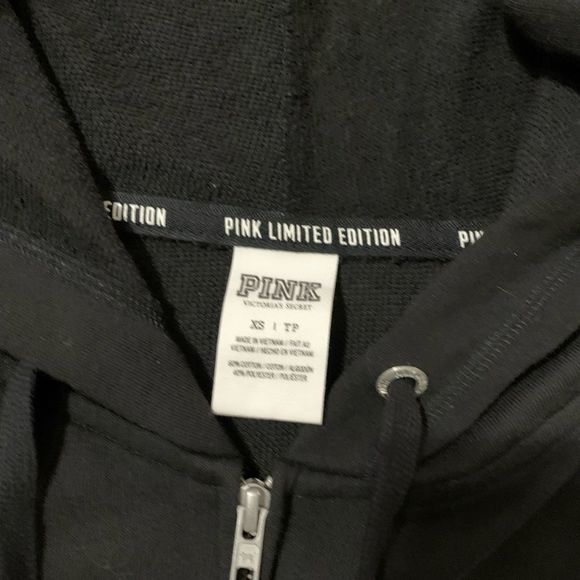 EDITION
PINK LIMITED EDITION
PINK
VICTORIA'S SECRET
XS | TP
MADE IN VIETNAM / FAIT AU
VIETNAM / HECHO EN VIETNAM
60% COTTON / COTON / ALGODÓN
40% POLYESTER / POLIÉSTER